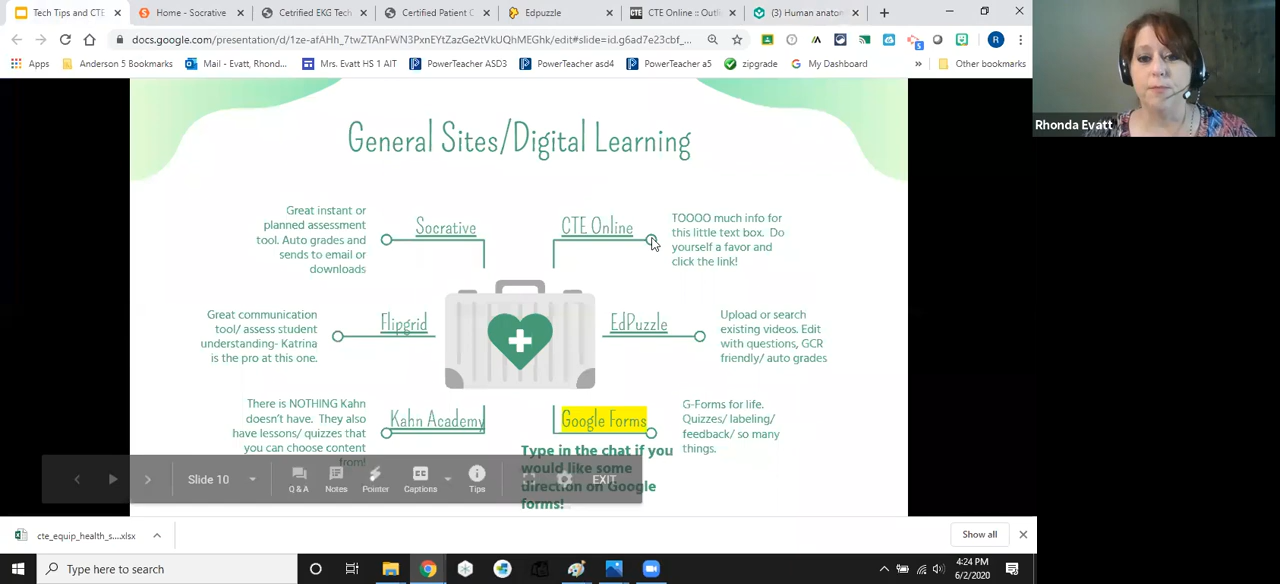 Tech Tips and CTE
Home - Socrative
Cetrified EKG Tech
Certified Patient C
Edpuzzle
CTE Online :: Outli
(3) Human anator
docs.google.com/presentation/d/1ze-afAHh_7twZTAnFWN3PxnEYtZazGe2tVkUQhMEGhk/edit#slide=id.g6ad7e23cbf_...
Apps
Anderson 5 Bookmarks
Mail - Evatt, Rhond...
Mrs. Evatt HS 1 AIT
PowerTeacher ASD3
PowerTeacher asd4
PowerTeacher a5
zipgrade
My Dashboard
»
Other bookmarks
Rhonda Evatt
General Sites/Digital Learning
Great instant or
planned assessment
tool. Auto grades and
sends to email or
downloads
Socrative
CTE Online
TOOOO much info for
this little text box. Do
yourself a favor and
click the link!
Great communication
tool/ assess student
understanding- Katrina
is the pro at this one.
Flipgrid
EdPuzzle
Upload or search
existing videos. Edit
with questions, GCR
friendly/ auto grades
There is NOTHING Kahn
doesn't have. They also
have lessons/ quizzes that
you can choose content
from!
Kahn Academy
Google Forms
G-Forms for life.
Quizzes/ labeling/
feedback/ so many
things.
Type in the chat if you
would like some
direction on Google
forms!
Slide 10
Q & A
Notes
Pointer
Captions
Tips
EXIT
cte_equip_health_s....xlsx
Show all
Type here to search
4:24 PM
6/2/2020